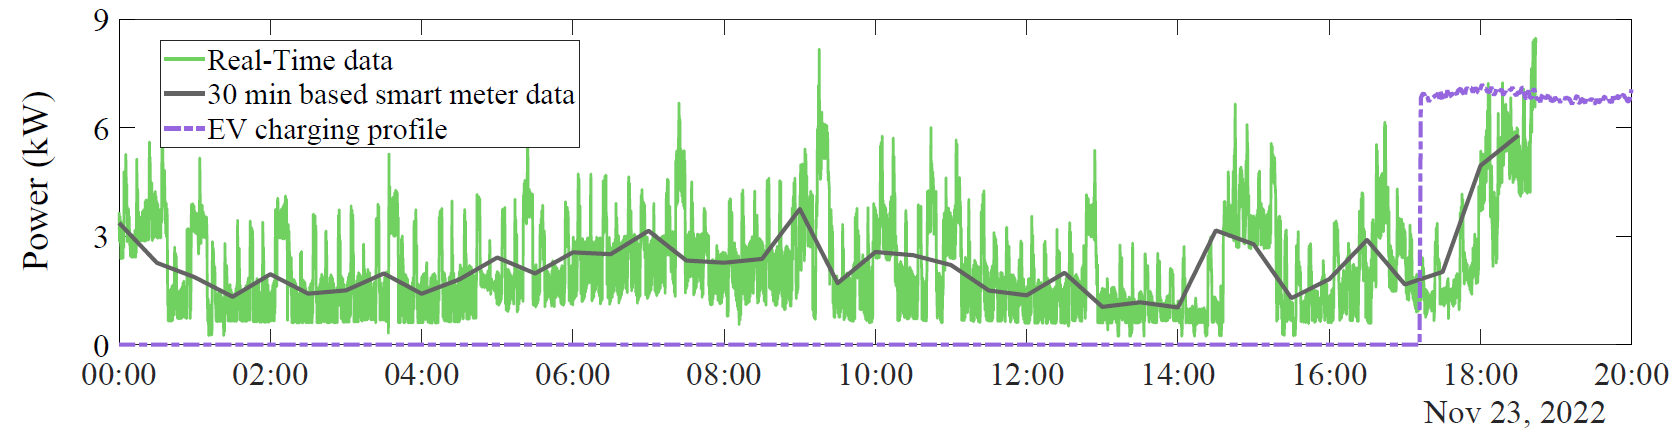 Power (kW)
9
6
3
0
Real-Time data
30 min based smart meter data
EV charging profile
00:00 02:00 04:00 06:00 08:00 10:00 12:00 14:00 16:00 18:00 20:00
Nov 23, 2022